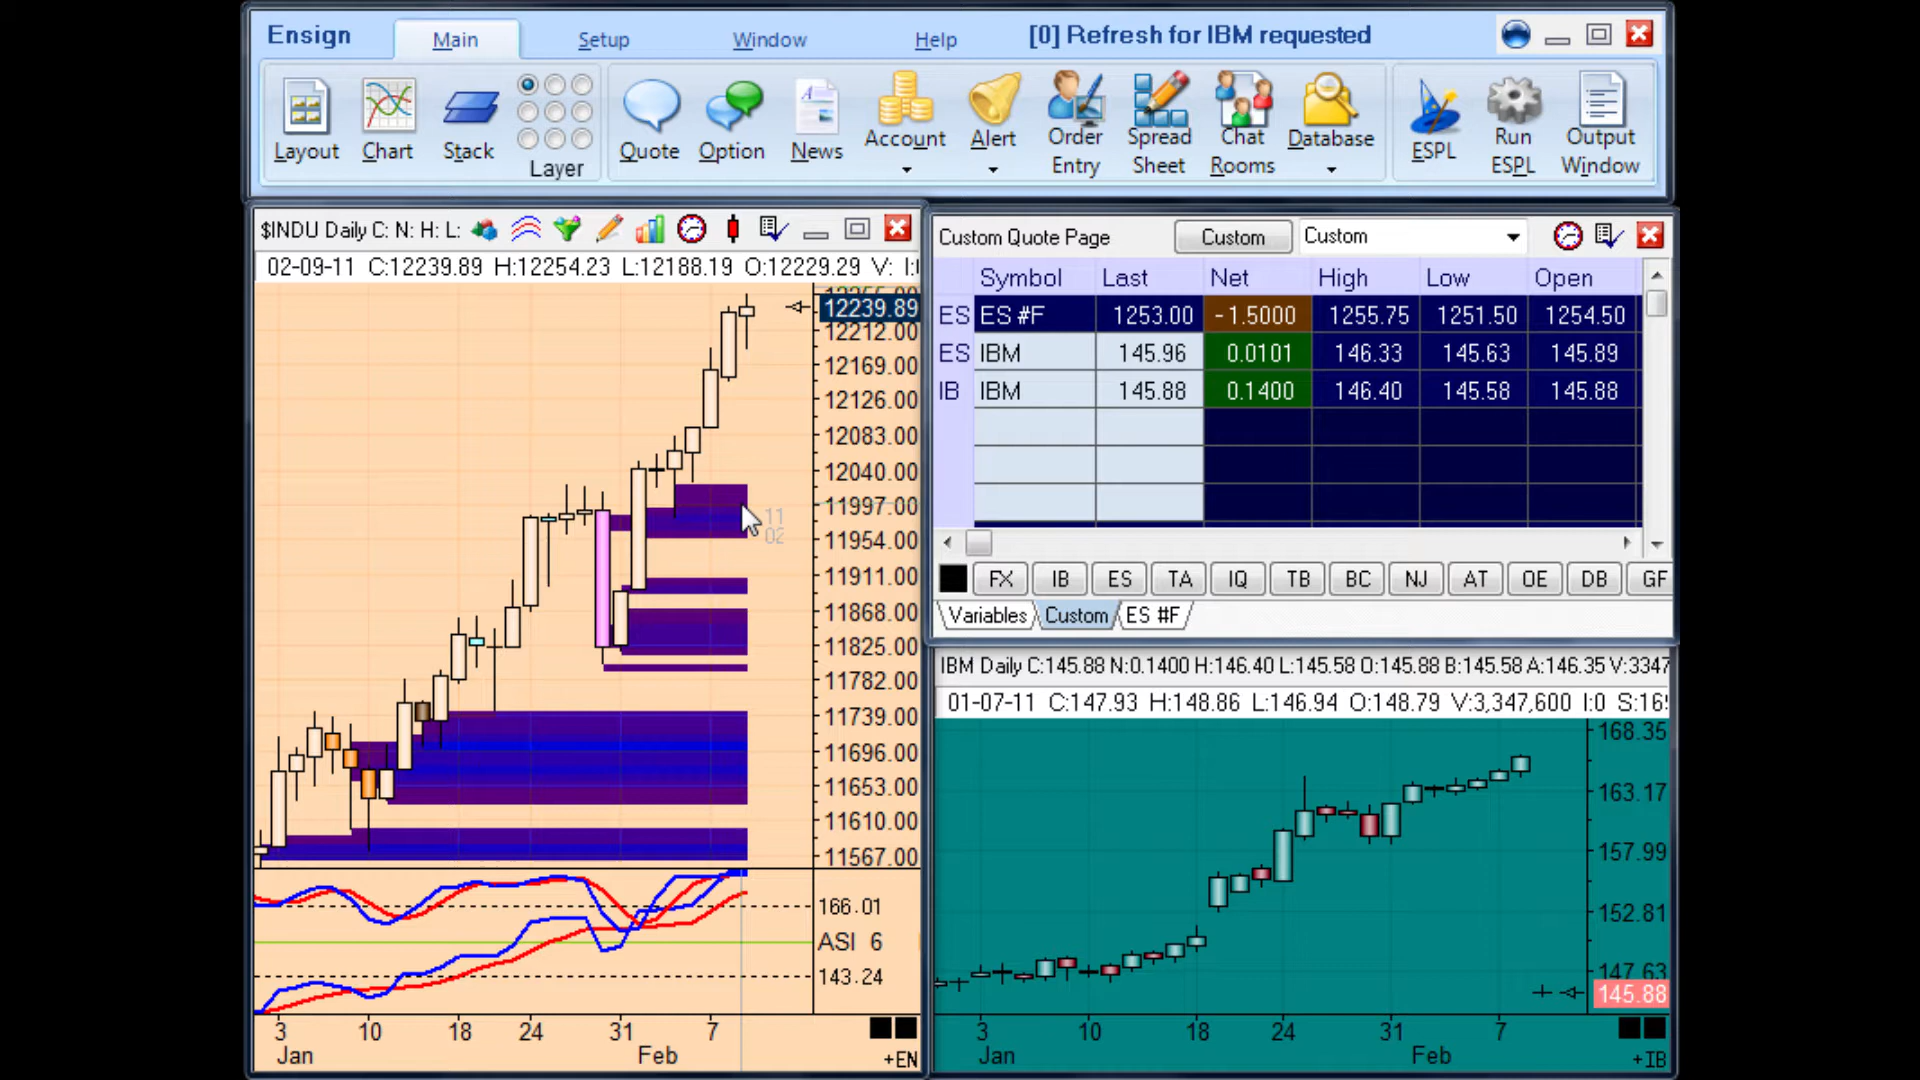 Ensign Main Setup Window Help [0] Refresh for IBM requested
Layout Chart Stack Layer Quote Option News Account Alert Order Entry Spread Sheet Chat Rooms Database ESPL Run ESPL Output Window
$INDU Daily C: N: H: L:
02-09-11 C:12239.89 H:12254.23 L:12188.19 O:12229.29 V:
12239.89
12212.00
12169.00
12126.00
12083.00
12040.00
11997.00
11954.00
11911.00
11868.00
11825.00
11782.00
11739.00
11696.00
11653.00
11610.00
11567.00
11
02
166.01
ASI 6
143.24
3 10 18 24 31 7
Jan Feb +EN
Custom Quote Page Custom Custom
Symbol Last Net High Low Open
ES ES #F 1253.00 -1.5000 1255.75 1251.50 1254.50
ES IBM 145.96 0.0101 146.33 145.63 145.89
IB IBM 145.88 0.1400 146.40 145.58 145.88
FX IB ES TA IQ TB BC NJ AT OE DB GF
Variables Custom ES #F
IBM Daily C:145.88 N:0.1400 H:146.40 L:145.58 O:145.88 B:145.58 A:146.35 V:3347
01-07-11 C:147.93 H:148.86 L:146.94 O:148.79 V:3,347,600 I:0
168.35
163.17
157.99
152.81
147.63
145.88
3 10 18 24 31 7
Jan Feb +IB